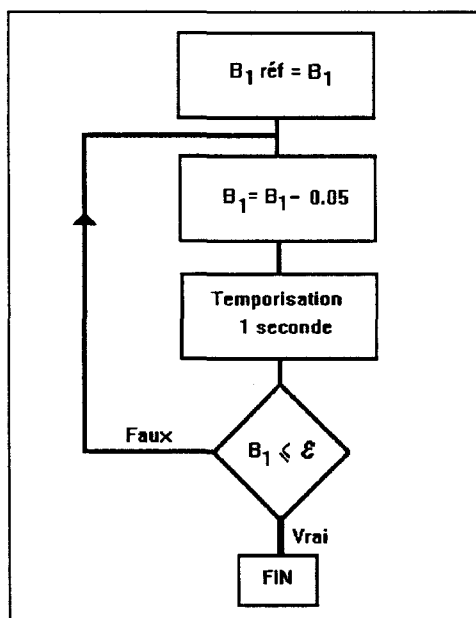 B1 réf = B1
B1 = B1 - 0.05
Temporisation
1 seconde
Faux
B1 ⩽ ε
Vrai
FIN